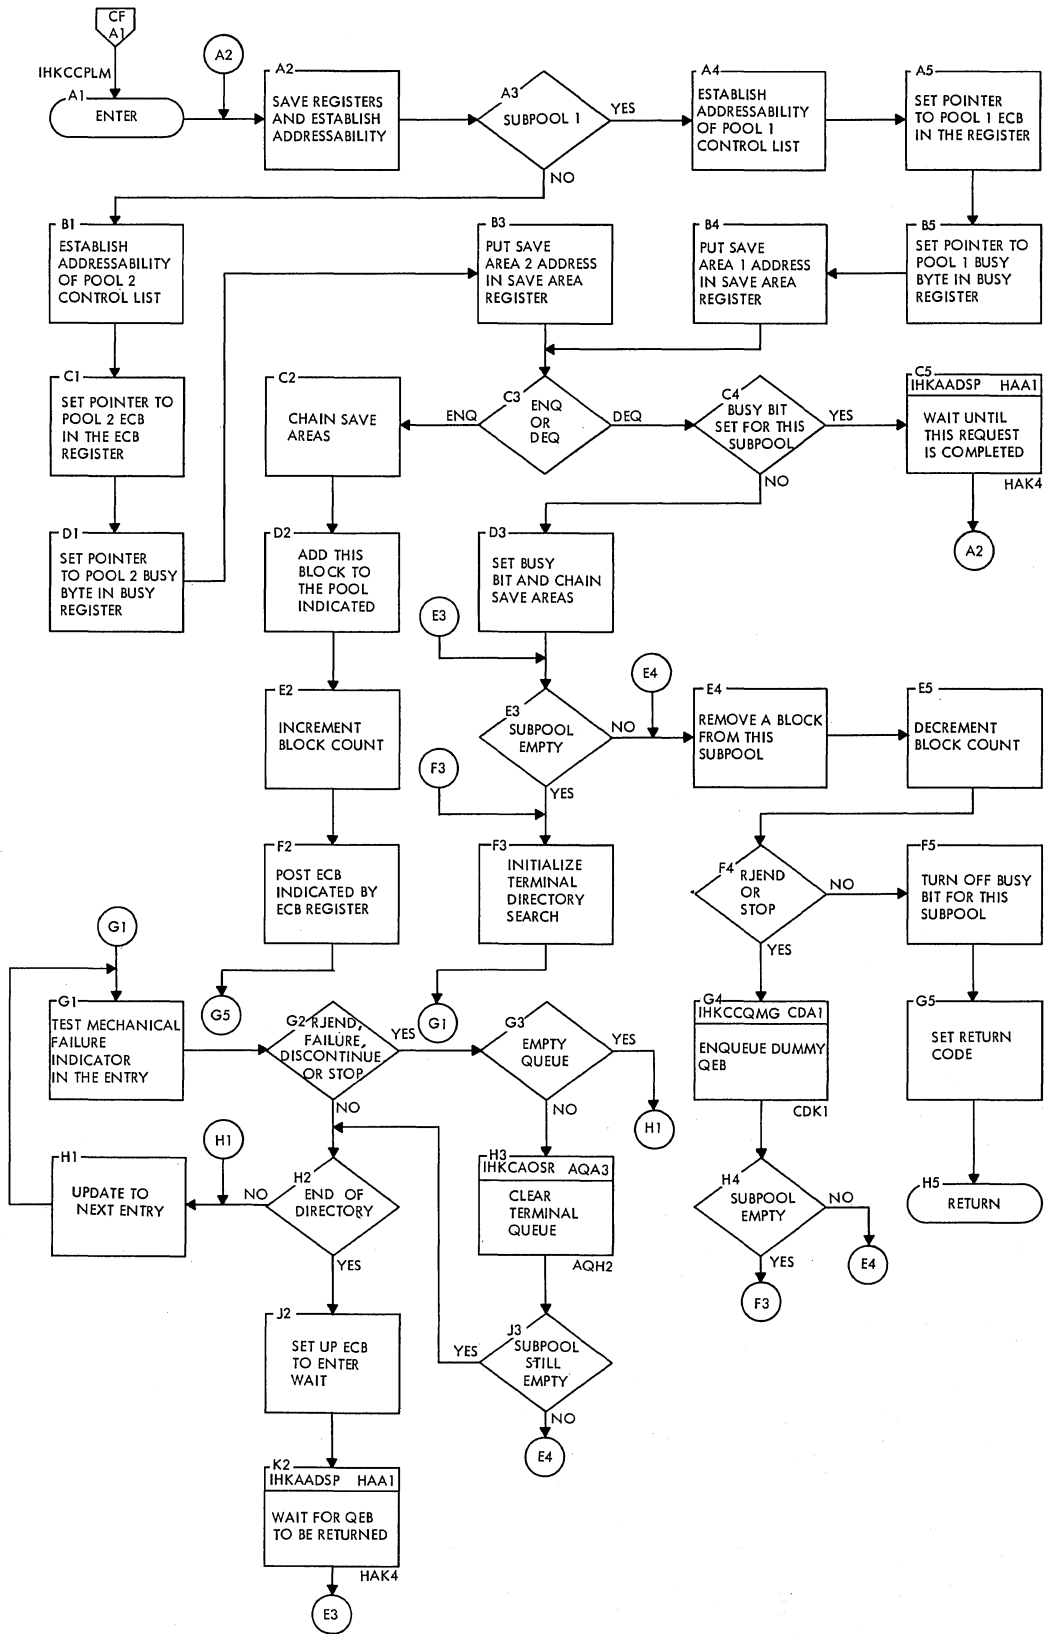 CF
A1
IHKCCPLM
A1
ENTER
A2
A2
SAVE REGISTERS
AND ESTABLISH
ADDRESSABILITY
A3
SUBPOOL 1
YES
NO
A4
ESTABLISH
ADDRESSABILITY
OF POOL 1
CONTROL LIST
A5
SET POINTER
TO POOL 1 ECB
IN THE REGISTER
B1
ESTABLISH
ADDRESSABILITY
OF POOL 2
CONTROL LIST
B3
PUT SAVE
AREA 2 ADDRESS
IN SAVE AREA
REGISTER
B4
PUT SAVE
AREA 1 ADDRESS
IN SAVE AREA
REGISTER
B5
SET POINTER TO
POOL 1 BUSY
BYTE IN BUSY
REGISTER
C1
SET POINTER TO
POOL 2 ECB
IN THE ECB
REGISTER
C2
CHAIN SAVE
AREAS
ENQ
C3
ENQ
OR
DEQ
DEQ
C4
BUSY BIT
SET FOR THIS
SUBPOOL
YES
NO
C5
IHKAADSP HAA1
WAIT UNTIL
THIS REQUEST
IS COMPLETED
HAK4
A2
D1
SET POINTER
TO POOL 2 BUSY
BYTE IN BUSY
REGISTER
D2
ADD THIS
BLOCK TO
THE POOL
INDICATED
D3
SET BUSY
BIT AND CHAIN
SAVE AREAS
E3
E2
INCREMENT
BLOCK COUNT
E3
SUBPOOL
EMPTY
NO
YES
E4
E4
REMOVE A BLOCK
FROM THIS
SUBPOOL
E5
DECREMENT
BLOCK COUNT
F3
F2
POST ECB
INDICATED BY
ECB REGISTER
F3
INITIALIZE
TERMINAL
DIRECTORY
SEARCH
F4
RJEND
OR
STOP
NO
YES
F5
TURN OFF BUSY
BIT FOR THIS
SUBPOOL
G1
G5
G1
G1
TEST MECHANICAL
FAILURE
INDICATOR
IN THE ENTRY
G2
RJEND,
FAILURE,
DISCONTINUE
OR STOP
YES
NO
G3
EMPTY
QUEUE
YES
NO
H1
G4
IHKCCQMG CDA1
ENQUEUE DUMMY
QEB
CDK1
G5
SET RETURN
CODE
H1
H1
UPDATE TO
NEXT ENTRY
NO
H2
END OF
DIRECTORY
YES
H3
IHKCAOSR AQA3
CLEAR
TERMINAL
QUEUE
AQH2
H4
SUBPOOL
EMPTY
NO
YES
E4
F3
H5
RETURN
J2
SET UP ECB
TO ENTER
WAIT
YES
J3
SUBPOOL
STILL
EMPTY
NO
E4
K2
IHKAADSP HAA1
WAIT FOR QEB
TO BE RETURNED
HAK4
E3